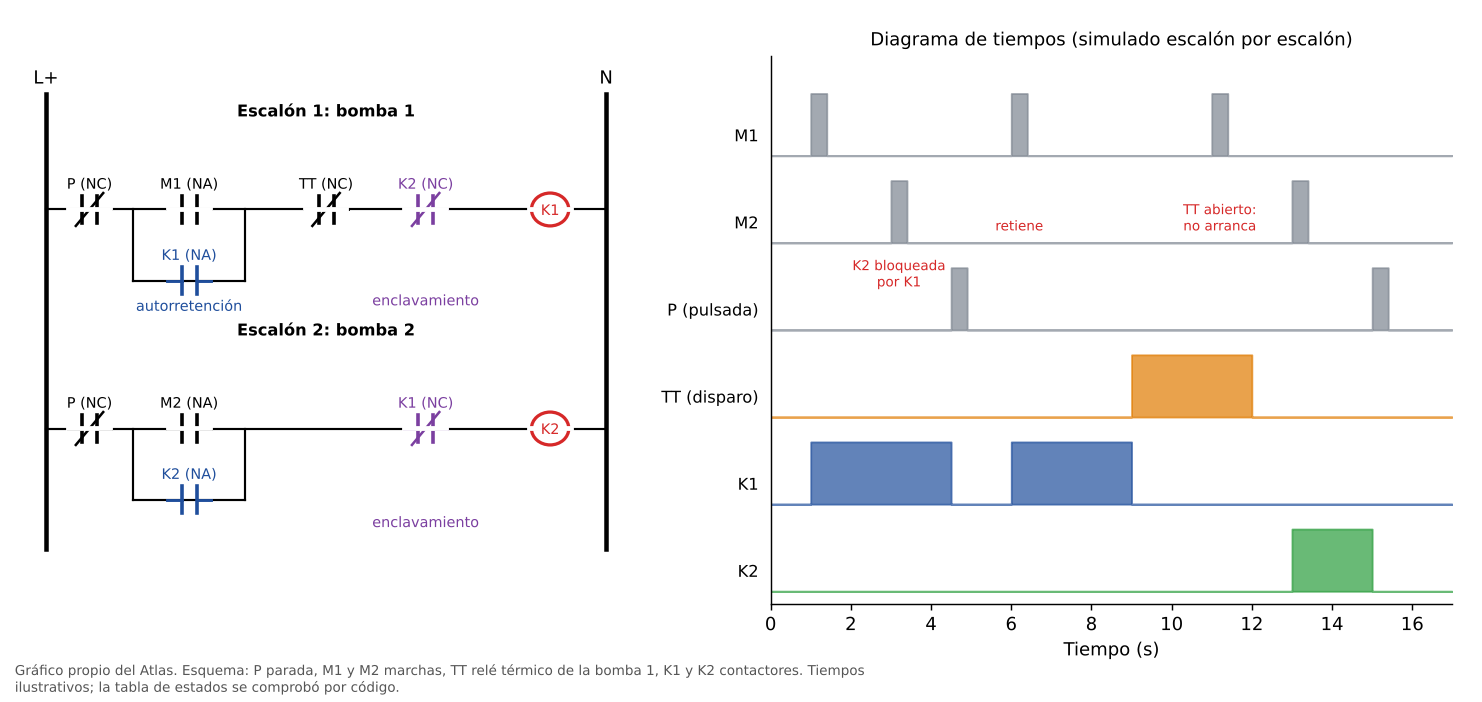 L+
N
Escalón 1: bomba 1
P (NC)
M1 (NA)
TT (NC)
K2 (NC)
K1
K1 (NA)
autorretención
enclavamiento
Escalón 2: bomba 2
P (NC)
M2 (NA)
K1 (NC)
K2
K2 (NA)
enclavamiento
Diagrama de tiempos (simulado escalón por escalón)
M1
M2
retiene
TT abierto:
no arranca
K2 bloqueada
por K1
P (pulsada)
TT (disparo)
K1
K2
0 2 4 6 8 10 12 14 16
Tiempo (s)
Gráfico propio del Atlas. Esquema: P parada, M1 y M2 marchas, TT relé térmico de la bomba 1, K1 y K2 contactores. Tiempos
ilustrativos; la tabla de estados se comprobó por código.